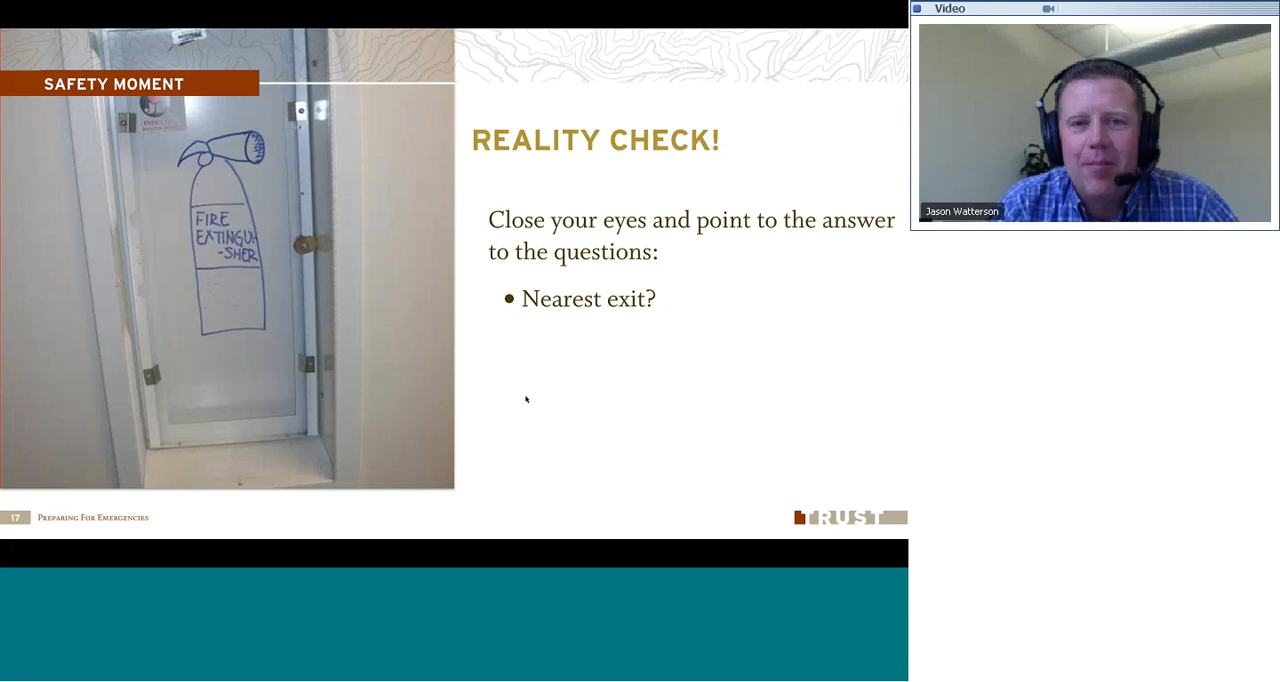 Video
SAFETY MOMENT
FIRE
EXTINGUI
-SHER
REALITY CHECK!
Close your eyes and point to the answer
to the questions:
• Nearest exit?
Jason Watterson
17 PREPARING FOR EMERGENCIES
TRUST